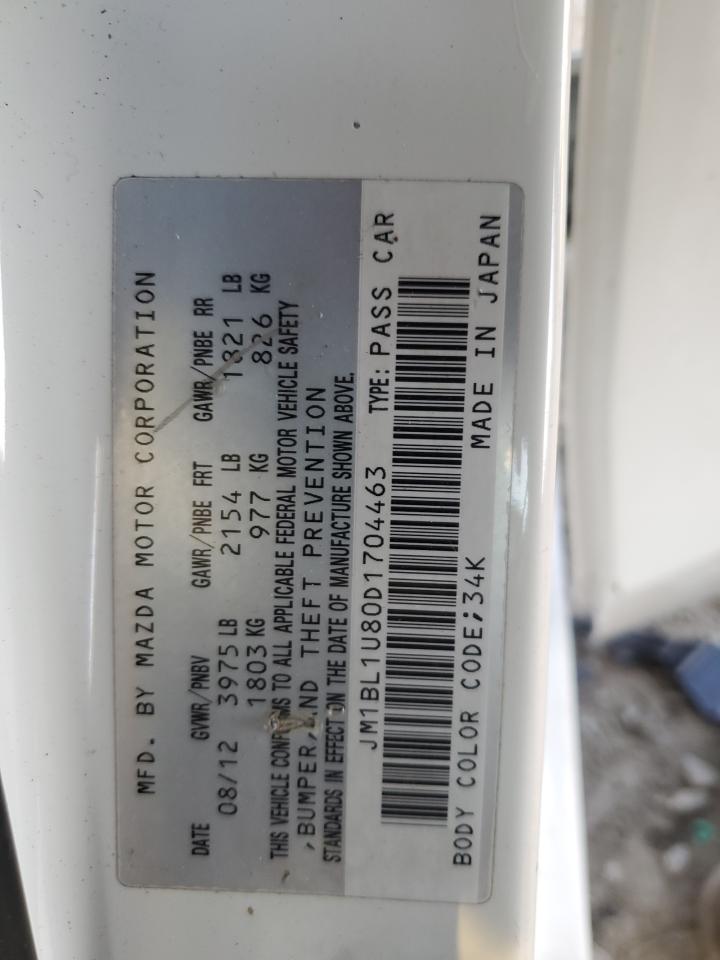 MFD. BY MAZDA MOTOR CORPORATION
DATE GVWR/PNBV GAWR/PNBE FRT GAWR/PNBE RR
08/12 3975 LB 2154 LB 1821 LB
1803 KG 977 KG 826 KG
THIS VEHICLE CONFORMS TO ALL APPLICABLE FEDERAL MOTOR VEHICLE SAFETY
,BUMPER,AND THEFT PREVENTION
STANDARDS IN EFFECT ON THE DATE OF MANUFACTURE SHOWN ABOVE.
JM1BL1U80D1704463 TYPE: PASS CAR
BODY COLOR CODE;34K MADE IN JAPAN